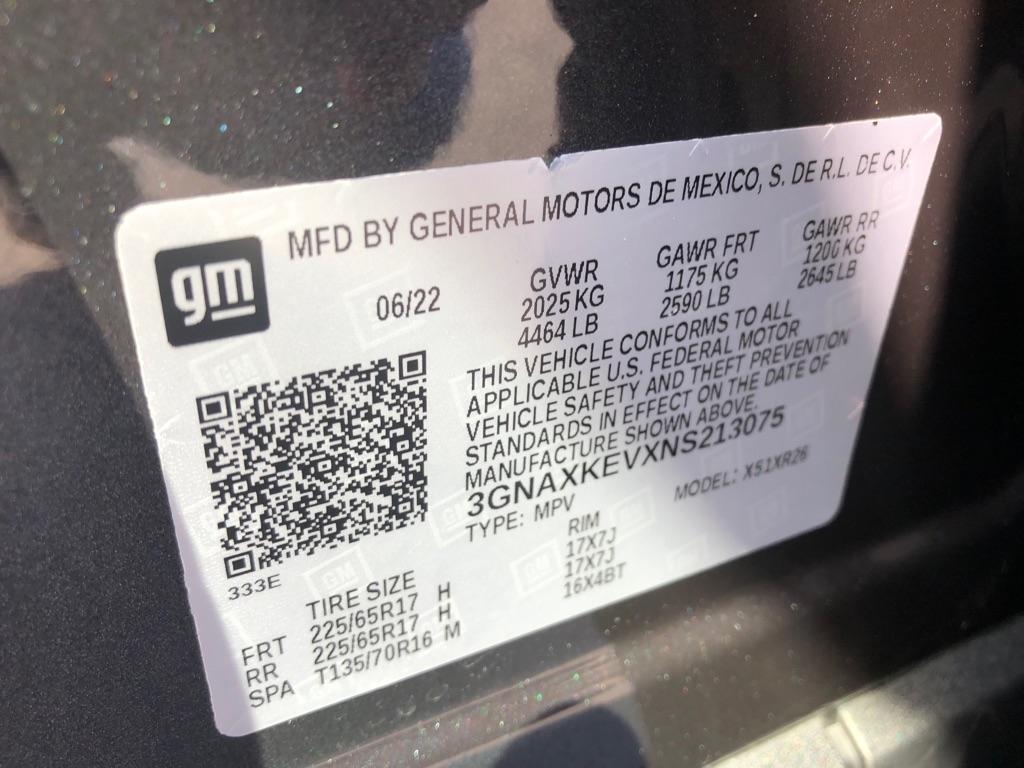 MFD BY GENERAL MOTORS DE MEXICO, S. DE R.L. DE C.V.
gm
06/22
GVWR
2025 KG
4464 LB
GAWR FRT
1175 KG
2590 LB
GAWR RR
1200 KG
2645 LB
THIS VEHICLE CONFORMS TO ALL
APPLICABLE U.S. FEDERAL MOTOR
VEHICLE SAFETY AND THEFT PREVENTION
STANDARDS IN EFFECT ON THE DATE OF
MANUFACTURE SHOWN ABOVE.
3GNAXKEVXNS213075
TYPE: MPV MODEL: X51XR26
333E
TIRE SIZE RIM
FRT 225/65R17 H 17X7J
RR 225/65R17 H 17X7J
SPA T135/70R16 M 16X4BT